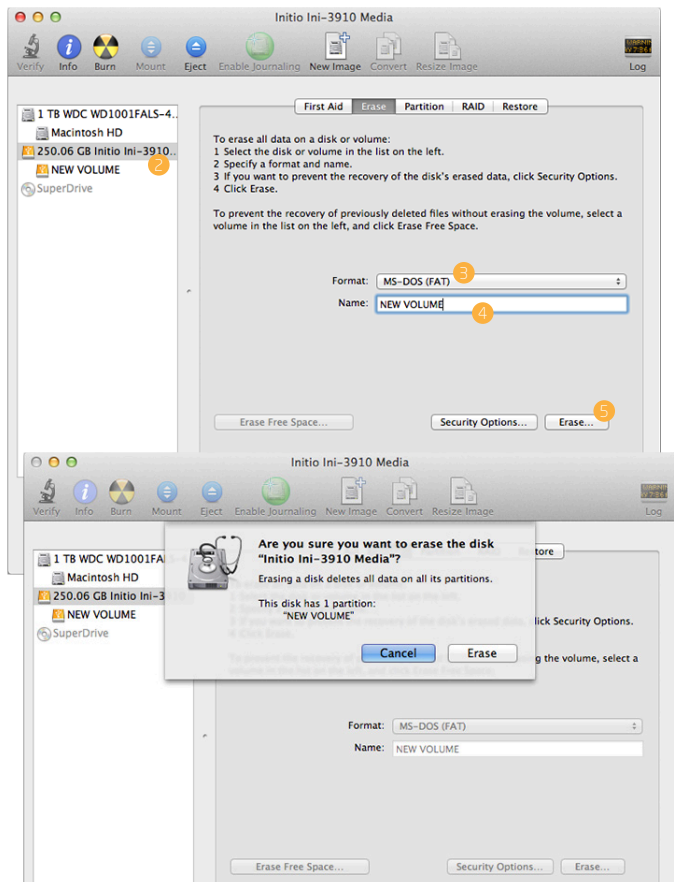 Initio Ini-3910 Media
Verify Info Burn Mount Eject Enable Journaling New Image Convert Resize Image Log
First Aid Erase Partition RAID Restore
1 TB WDC WD1001FALS-4..
Macintosh HD
250.06 GB Initio Ini-3910..
2
NEW VOLUME
SuperDrive
To erase all data on a disk or volume:
1 Select the disk or volume in the list on the left.
2 Specify a format and name.
3 If you want to prevent the recovery of the disk's erased data, click Security Options.
4 Click Erase.
To prevent the recovery of previously deleted files without erasing the volume, select a
volume in the list on the left, and click Erase Free Space.
3
Format: MS-DOS (FAT)
Name: NEW VOLUME
4
5
Erase Free Space... Security Options... Erase...
Initio Ini-3910 Media
Verify Info Burn Mount Eject Enable Journaling New Image Convert Resize Image Log
1 TB WDC WD1001FA
Macintosh HD
250.06 GB Initio Ini-3
NEW VOLUME
SuperDrive
Are you sure you want to erase the disk
"Initio Ini-3910 Media"?
Erasing a disk deletes all data on all its partitions.
This disk has 1 partition:
"NEW VOLUME"
Cancel Erase
store
lick Security Options.
g the volume, select a
Format: MS-DOS (FAT)
Name: NEW VOLUME
Erase Free Space... Security Options... Erase...